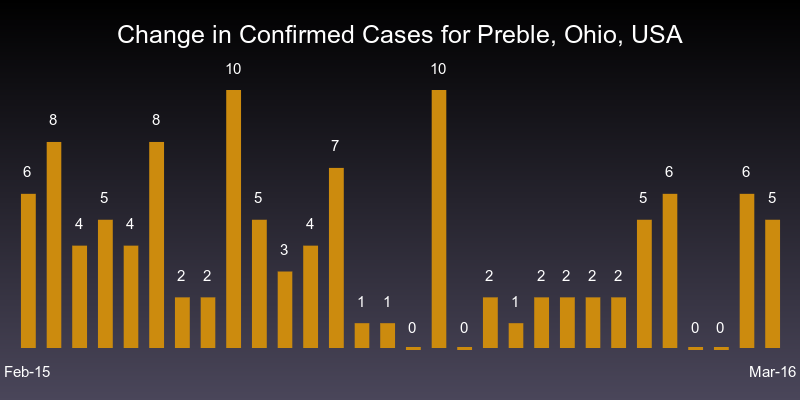 Change in Confirmed Cases for Preble, Ohio, USA
6 8 4 5 4 8 2 2 10 5 3 4 7 1 1 0 10 0 2 1 2 2 2 2 5 6 0 0 6 5
Feb-15 Mar-16